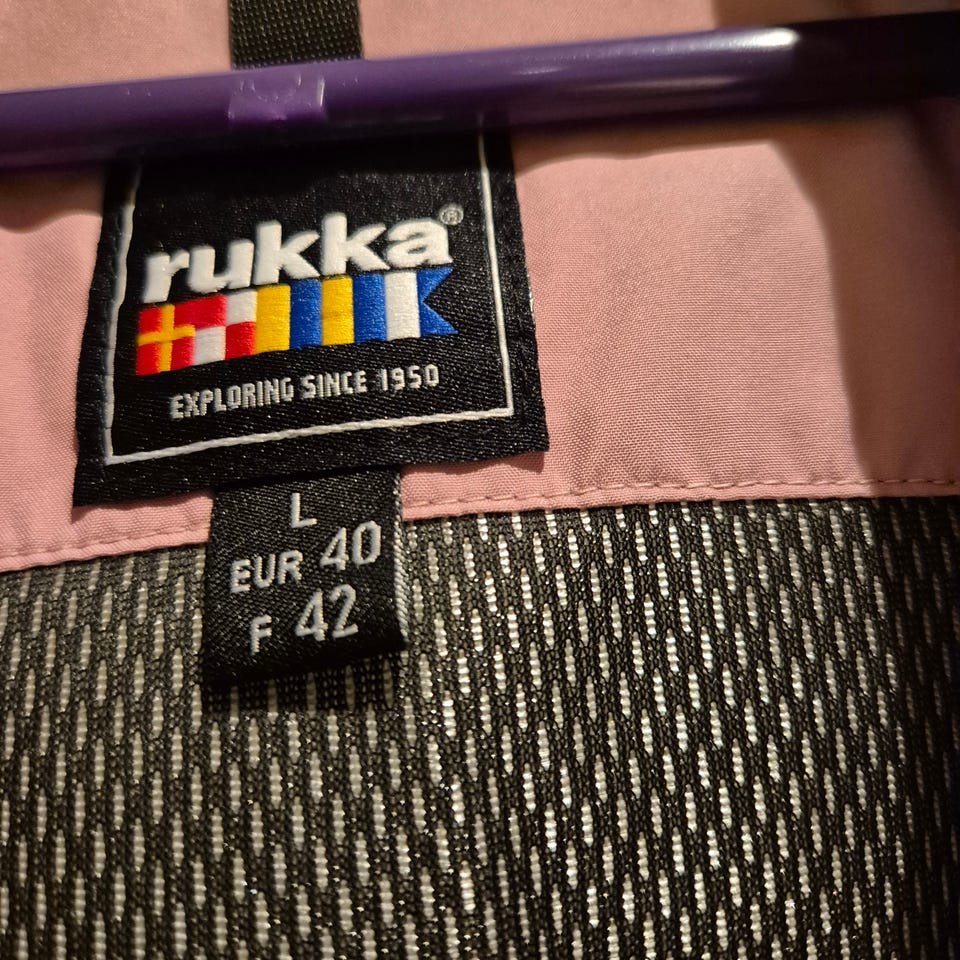 rukka®
EXPLORING SINCE 1950
L
EUR 40
F 42